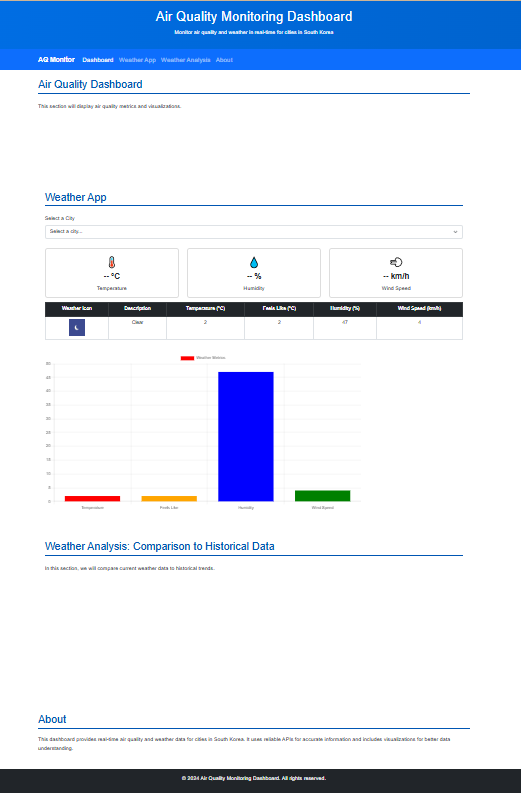 Air Quality Monitoring Dashboard
Monitor air quality and weather in real-time for cities in South Korea
AQ Monitor Dashboard Weather App Weather Analysis About
Air Quality Dashboard
This section will display air quality metrics and visualizations.
Weather App
Select a City
Select a city...
-- °C -- % -- km/h
Temperature Humidity Wind Speed
Weather Icon Description Temperature (°C) Feels Like (°C) Humidity (%) Wind Speed (km/h)
Clear 2 2 47 4
Weather Metrics
50
45
40
35
30
25
20
15
10
5
0
Temperature Feels Like Humidity Wind Speed
Weather Analysis: Comparison to Historical Data
In this section, we will compare current weather data to historical trends.
About
This dashboard provides real-time air quality and weather data for cities in South Korea. It uses reliable APIs for accurate information and includes visualizations for better data
understanding.
© 2024 Air Quality Monitoring Dashboard. All rights reserved.